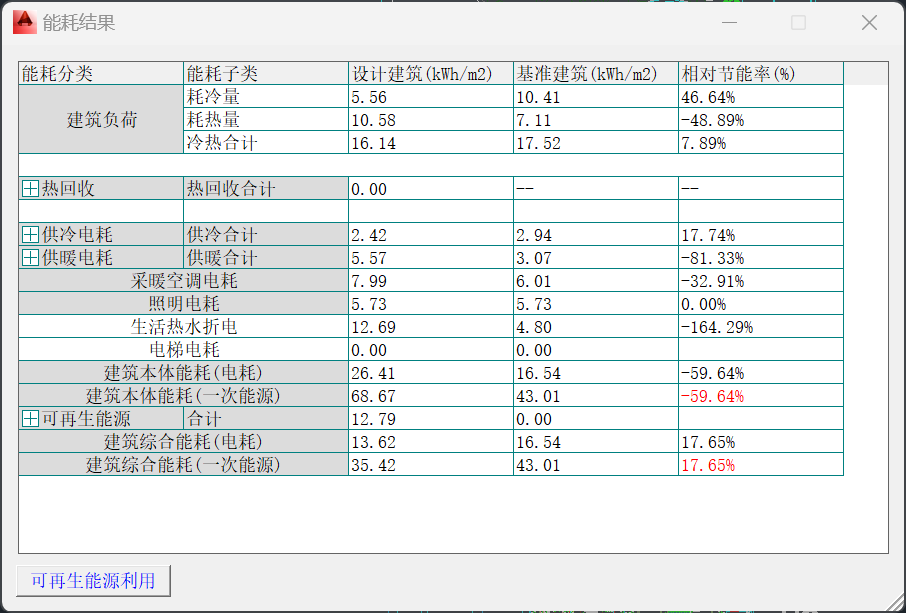 能耗结果
能耗分类 能耗子类 设计建筑(kWh/m2) 基准建筑(kWh/m2) 相对节能率(%)
建筑负荷 耗冷量 5.56 10.41 46.64%
耗热量 10.58 7.11 -48.89%
冷热合计 16.14 17.52 7.89%
热回收 热回收合计 0.00 -- --
供冷电耗 供冷合计 2.42 2.94 17.74%
供暖电耗 供暖合计 5.57 3.07 -81.33%
采暖空调电耗 7.99 6.01 -32.91%
照明电耗 5.73 5.73 0.00%
生活热水折电 12.69 4.80 -164.29%
电梯电耗 0.00 0.00
建筑本体能耗(电耗) 26.41 16.54 -59.64%
建筑本体能耗(一次能源) 68.67 43.01 -59.64%
可再生能源 合计 12.79 0.00
建筑综合能耗(电耗) 13.62 16.54 17.65%
建筑综合能耗(一次能源) 35.42 43.01 17.65%
可再生能源利用